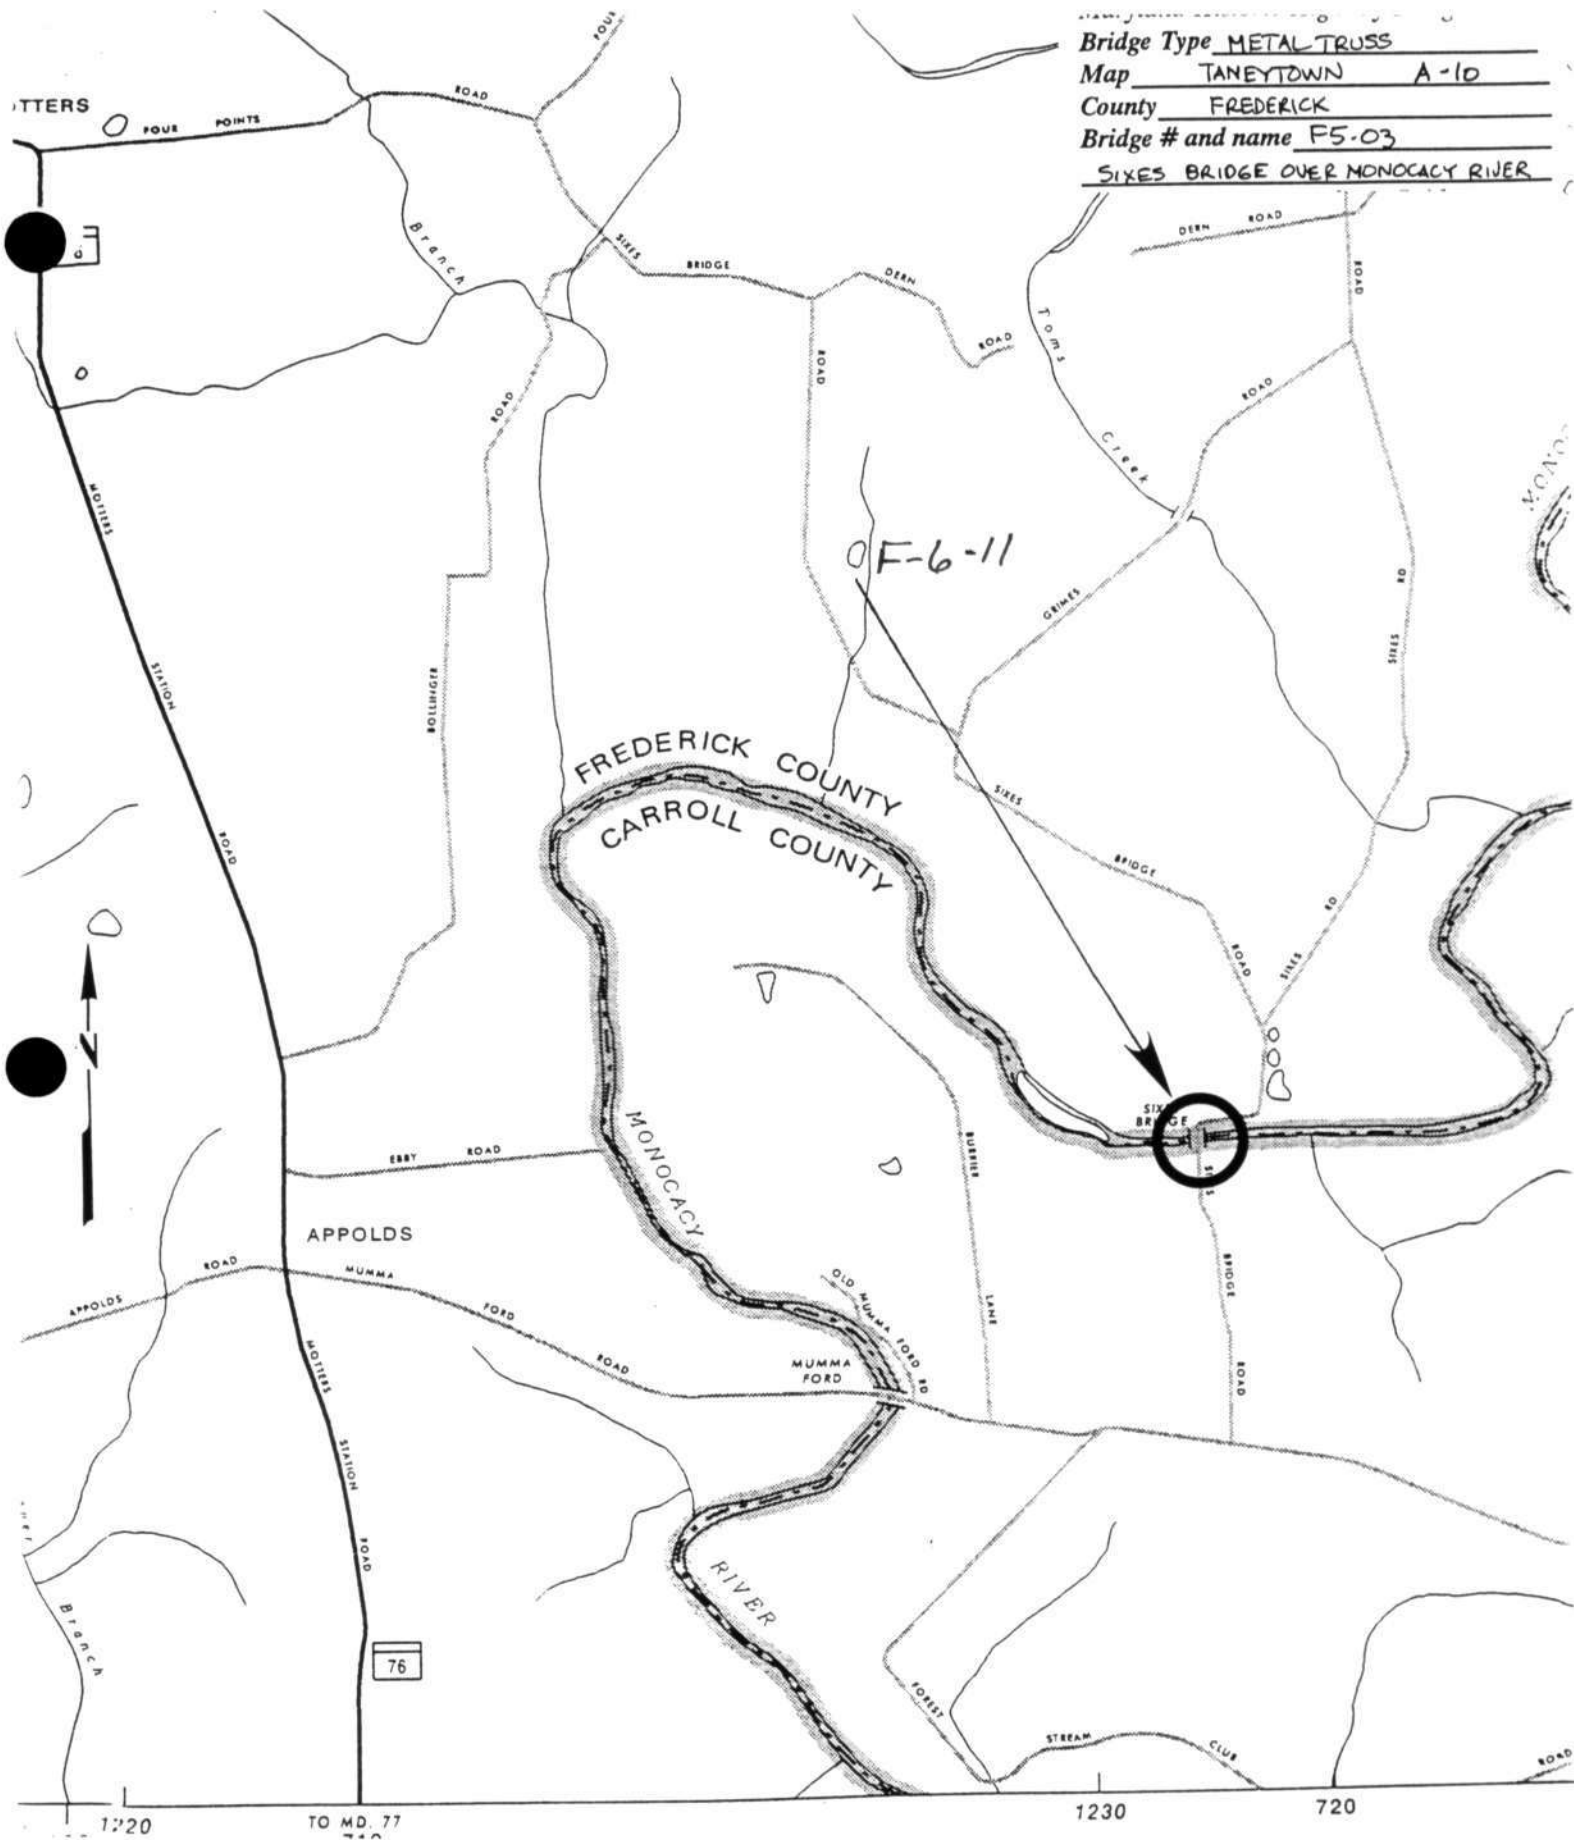 Bridge Type METAL TRUSS
Map TANEYTOWN A-10
County FREDERICK
Bridge # and name F5-03
SIXES BRIDGE OVER MONOCACY RIVER
OTTERS
FOUR POINTS
ROAD
FOUR
Branch
SIXES
BRIDGE
ROAD
DERN
ROAD
DERN ROAD
ROAD
Toms
Creek
ROAD
ROAD
MOTTERS
STATION
ROAD
F-6-11
GRIMES
SIXES
RD
BOLLINGER
FREDERICK COUNTY
CARROLL COUNTY
SIXES
BRIDGE
ROAD
SIXES
RD
N
SIXES
BRIDGE
SIXES
BRIDGE
ROAD
MONOCACY
BURRIER
LANE
EBBY ROAD
APPOLDS
APPOLDS
ROAD
MUMMA
FORD
ROAD
OLD MUMMA FORD RD
MUMMA
FORD
MOTTERS
STATION
ROAD
RIVER
Branch
76
FOREST
STREAM
CLUB
ROAD
TO MD. 77
1230
720